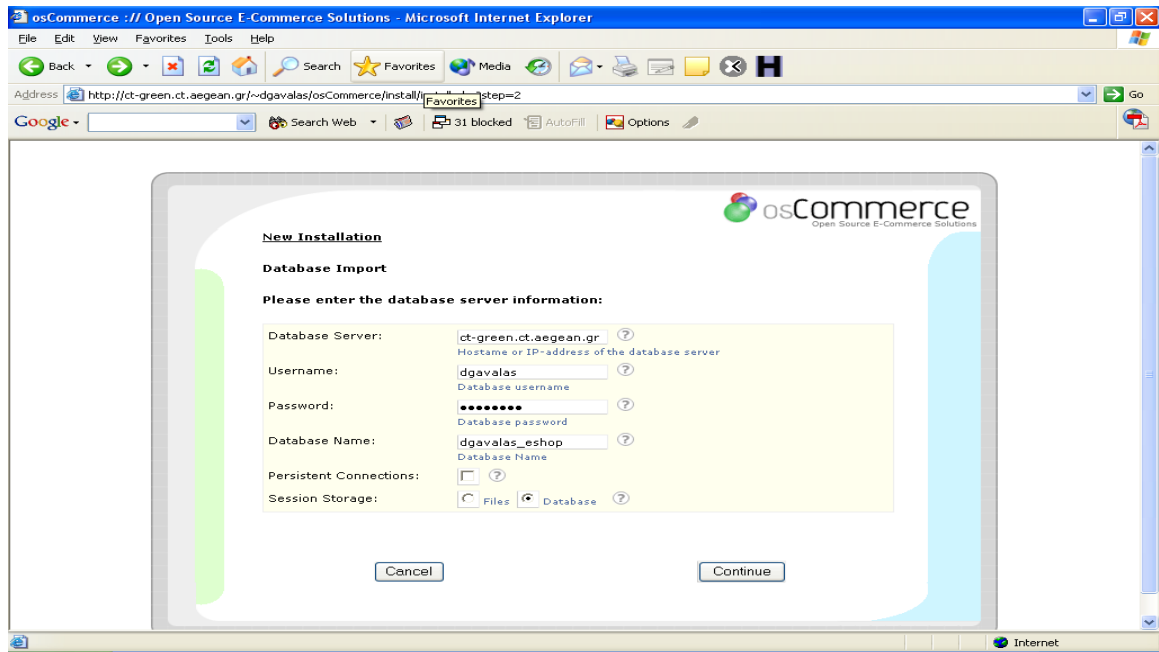 osCommerce :// Open Source E-Commerce Solutions - Microsoft Internet Explorer
File Edit View Favorites Tools Help
Back Search Favorites Media
Address http://ct-green.ct.aegean.gr/~dgavalas/osCommerce/install/ step=2 Go
Favorites
Google Search Web 31 blocked AutoFill Options
osCommerce
Open Source E-Commerce Solutions
New Installation
Database Import
Please enter the database server information:
Database Server: ct-green.ct.aegean.gr ?
Hostame or IP-address of the database server
Username: dgavalas ?
Database username
Password: •••••••• ?
Database password
Database Name: dgavalas_eshop ?
Database Name
Persistent Connections: ?
Session Storage: Files Database ?
Cancel Continue
Internet